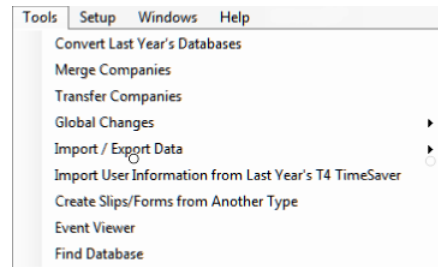 Tools Setup Windows Help
Convert Last Year's Databases
Merge Companies
Transfer Companies
Global Changes
Import / Export Data
Import User Information from Last Year's T4 TimeSaver
Create Slips/Forms from Another Type
Event Viewer
Find Database